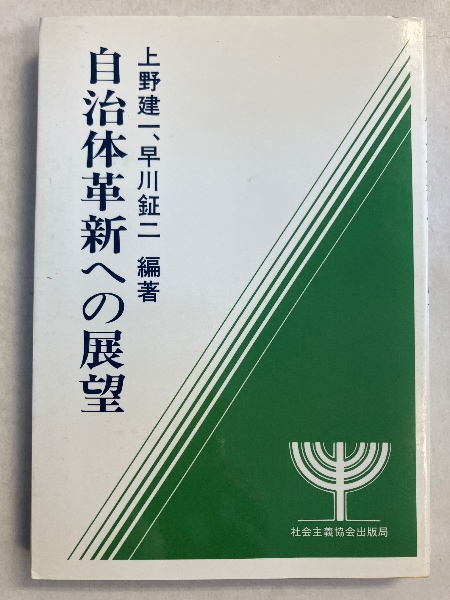 自治体革新への展望
上野建一、早川鉦二 編著
社会主義協会出版局